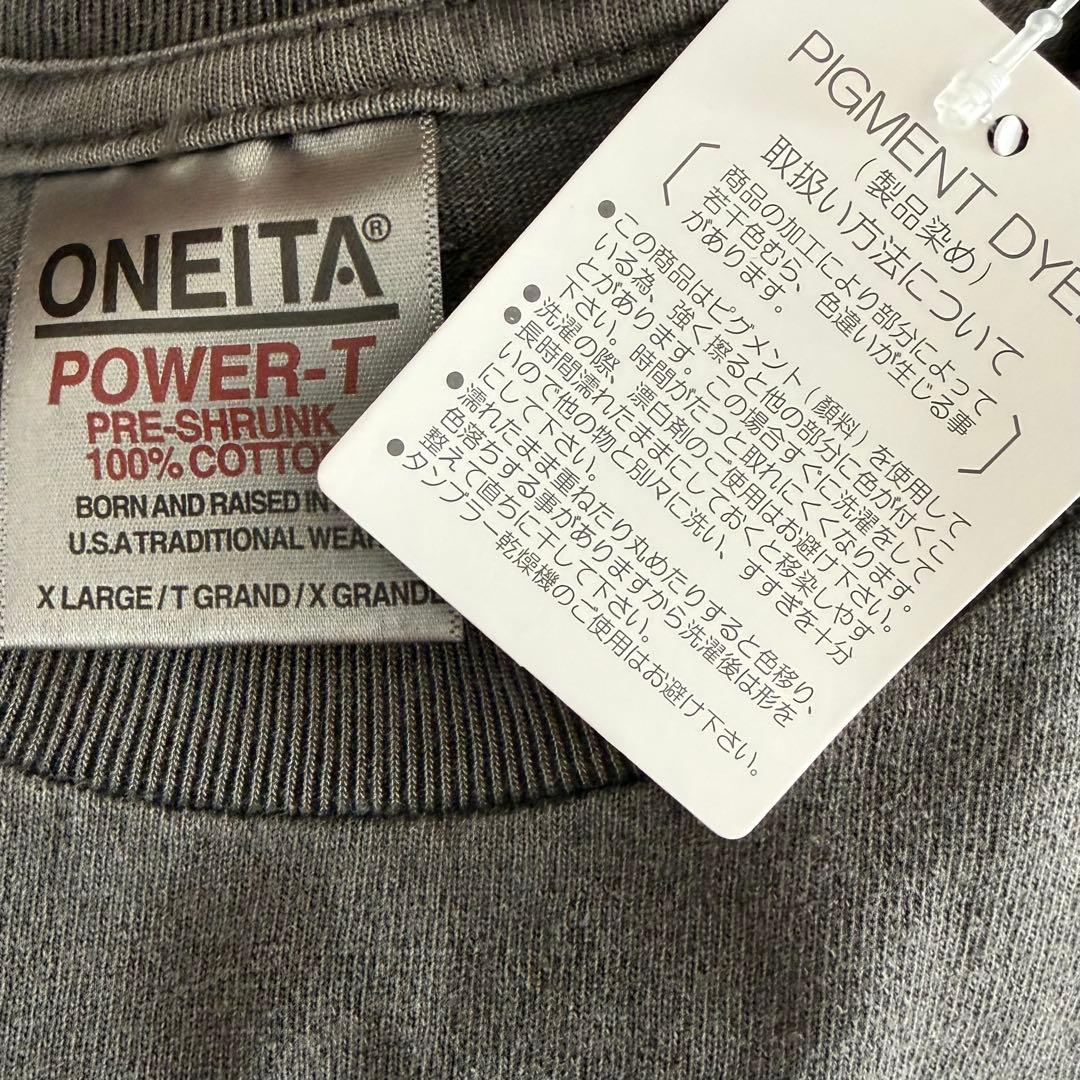 ONEITA®
POWER-T
PRE-SHRUNK
100% COTTO
BORN AND RAISED IN
U.S.A TRADITIONAL WEA
X LARGE / T GRAND / X GRANDE
PIGMENT DYE
(製品染め)
取扱い方法について
商品の加工により部分によって
若干色むら、色違いが生じる事
があります。
●この商品はピグメント(顔料)を使用して
いる為、強く擦ると他の部分に色が付くこ
とがあります。この場合すぐに洗濯をして
下さい。時間がたつと取れにくくなります。
●洗濯の際、漂白剤のご使用はお避け下さい。
●長時間濡れたままにしておくと移染しやす
いので他の物と別々に洗い、すすぎを十分
にして下さい。
●濡れたまま重ねたり丸めたりすると色移り、
色落ちする事がありますから洗濯後は形を
整えて直ちに干して下さい。
●タンブラー乾燥機のご使用はお避け下さい。